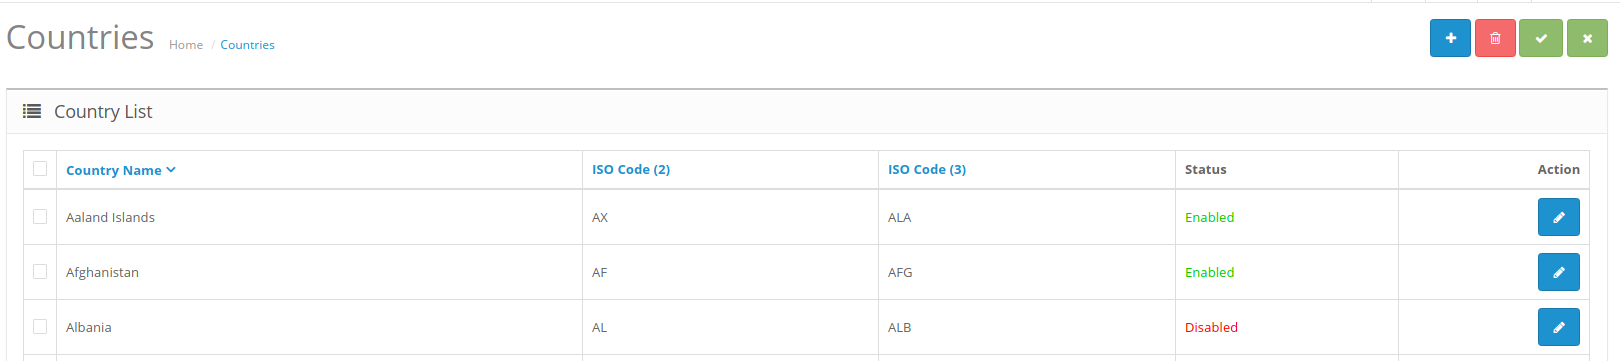 Countries Home / Countries
Country List
Country Name ISO Code (2) ISO Code (3) Status Action
Aaland Islands AX ALA Enabled
Afghanistan AF AFG Enabled
Albania AL ALB Disabled